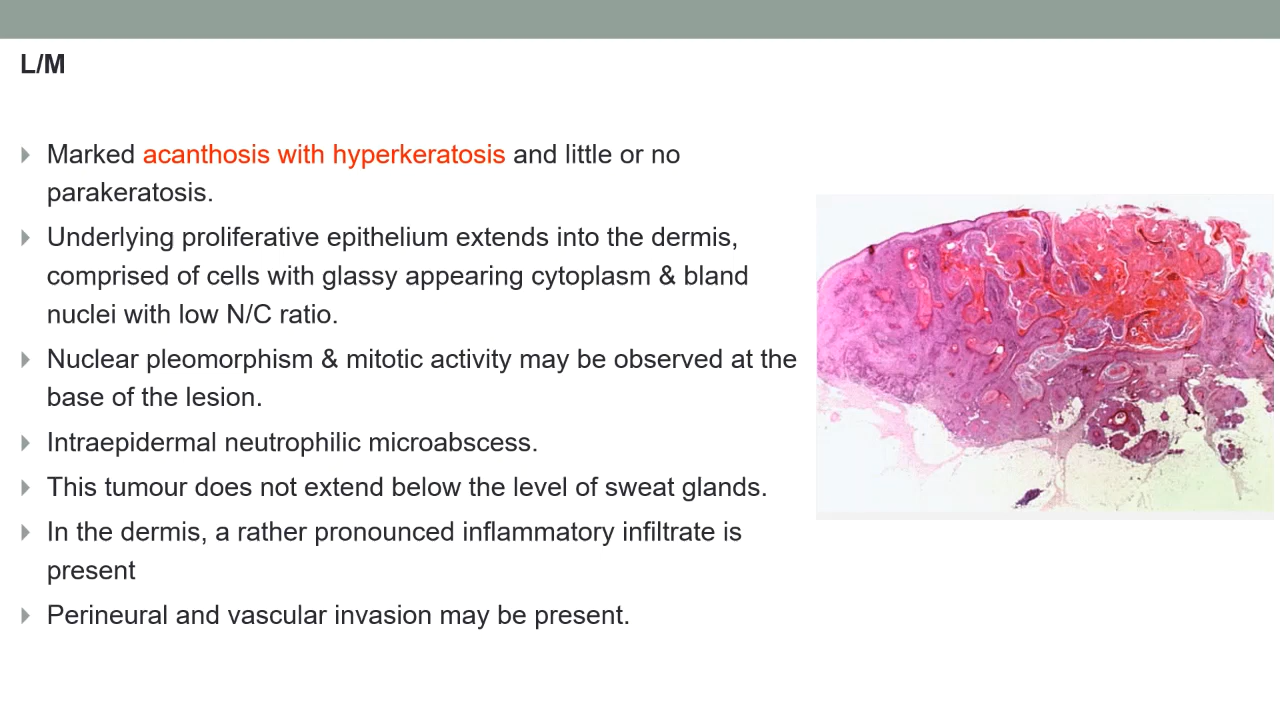 L/M
Marked acanthosis with hyperkeratosis and little or no
parakeratosis.
Underlying proliferative epithelium extends into the dermis,
comprised of cells with glassy appearing cytoplasm & bland
nuclei with low N/C ratio.
Nuclear pleomorphism & mitotic activity may be observed at the
base of the lesion.
Intraepidermal neutrophilic microabscess.
This tumour does not extend below the level of sweat glands.
In the dermis, a rather pronounced inflammatory infiltrate is
present
Perineural and vascular invasion may be present.